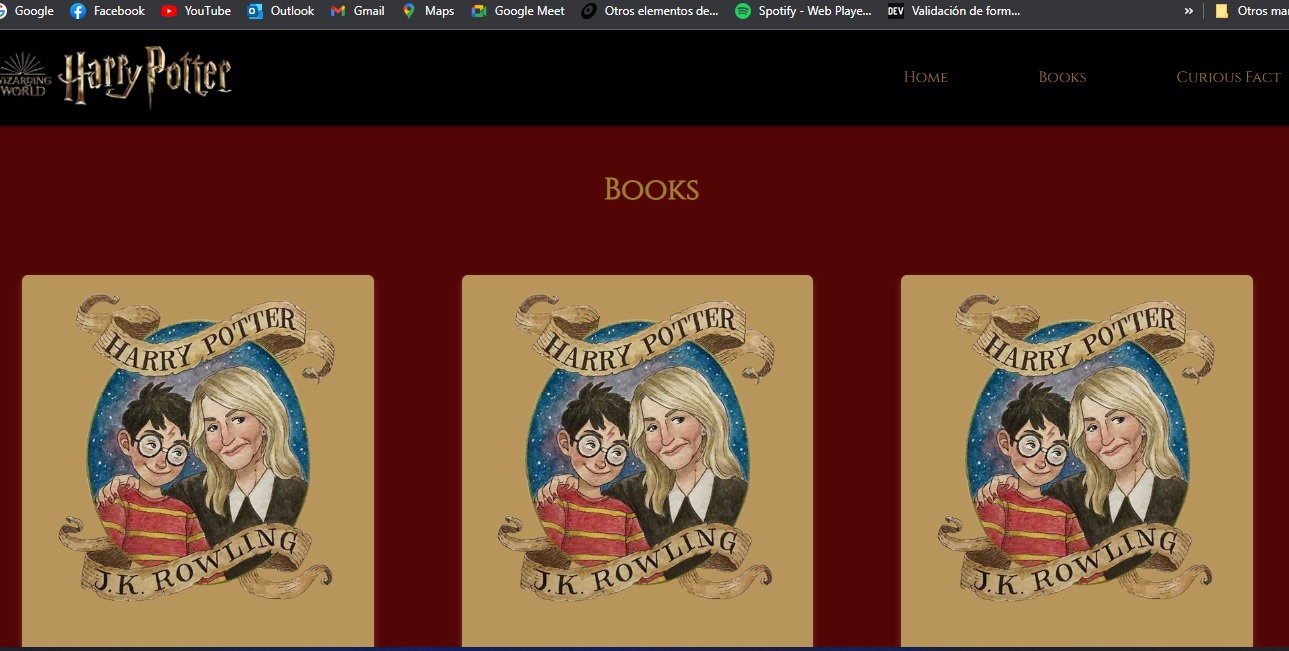 Google Facebook YouTube Outlook Gmail Maps Google Meet Otros elementos de... Spotify - Web Playe... DEV Validación de form... » Otros mar
WIZARDING
WORLD
Harry Potter
Home Books Curious Fact
Books
HARRY POTTER
J.K. ROWLING
HARRY POTTER
J.K. ROWLING
HARRY POTTER
J.K. ROWLING